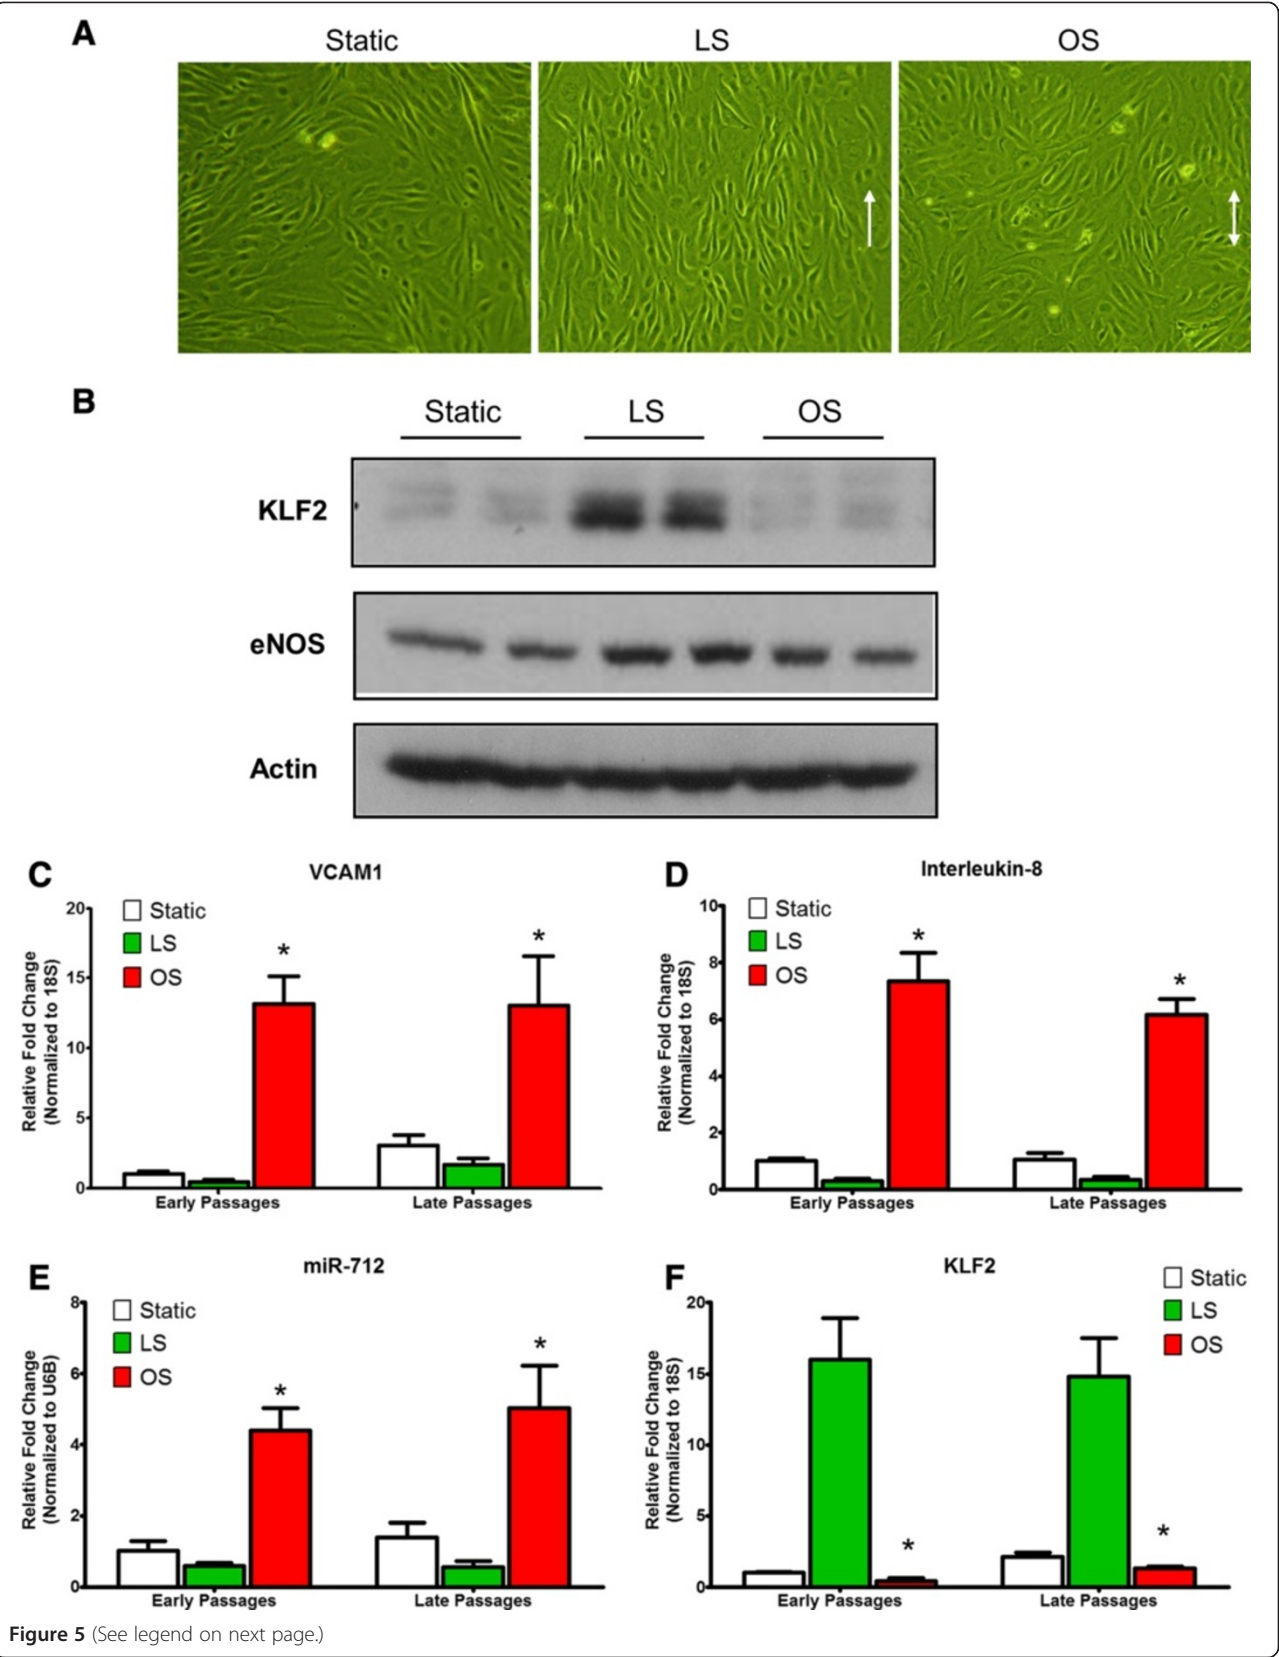 A
Static LS OS
B
Static LS OS
KLF2
eNOS
Actin
C
VCAM1
Relative Fold Change
(Normalized to 18S)
20
15
10
5
0
Static
LS
OS
*
*
Early Passages Late Passages
D
Interleukin-8
Relative Fold Change
(Normalized to 18S)
10
8
6
4
2
0
Static
LS
OS
*
*
Early Passages Late Passages
E
miR-712
Relative Fold Change
(Normalized to U6B)
8
6
4
2
0
Static
LS
OS
*
*
Early Passages Late Passages
F
KLF2
Relative Fold Change
(Normalized to 18S)
20
15
10
5
0
Static
LS
OS
*
*
Early Passages Late Passages
Figure 5 (See legend on next page.)